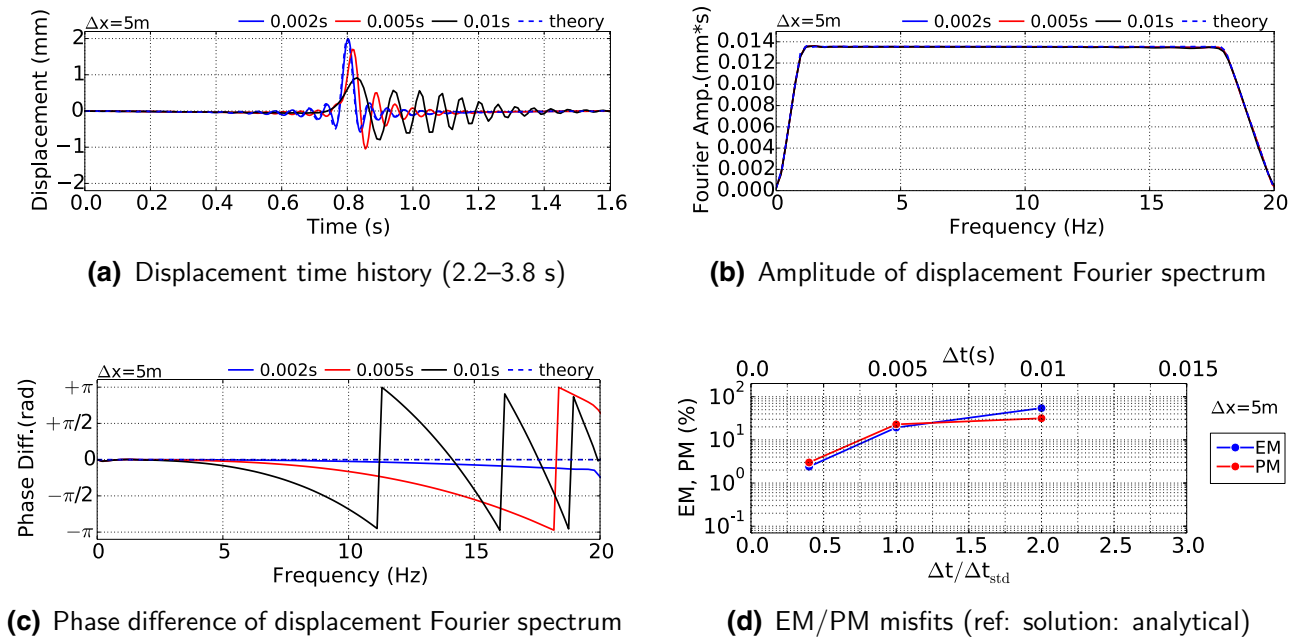 Δx=5m
0.002s 0.005s 0.01s theory
Displacement (mm)
2
1
0
−1
−2
0.0 0.2 0.4 0.6 0.8 1.0 1.2 1.4 1.6
Time (s)
(a) Displacement time history (2.2–3.8 s)
Δx=5m
0.002s 0.005s 0.01s theory
Fourier Amp.(mm*s)
0.014
0.012
0.010
0.008
0.006
0.004
0.002
0.000
0 5 10 15 20
Frequency (Hz)
(b) Amplitude of displacement Fourier spectrum
Δx=5m
0.002s 0.005s 0.01s theory
Phase Diff.(rad)
+π
+π/2
0
−π/2
−π
0 5 10 15 20
Frequency (Hz)
(c) Phase difference of displacement Fourier spectrum
Δt(s)
0.0 0.005 0.01 0.015
EM, PM (%)
10²
10¹
10⁰
10⁻¹
Δx=5m
EM
PM
0.0 0.5 1.0 1.5 2.0 2.5 3.0
Δt/Δt_std
(d) EM/PM misfits (ref: solution: analytical)